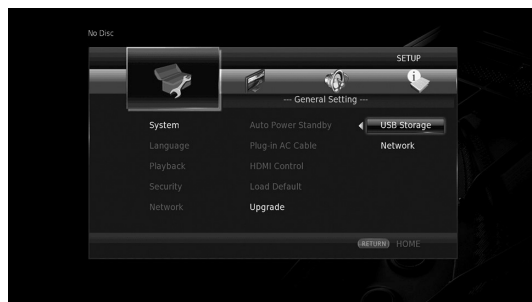 No Disc
SETUP
--- General Setting ---
System Auto Power Standby USB Storage
Language Plug-in AC Cable Network
Playback HDMI Control
Security Load Default
Network Upgrade
RETURN HOME